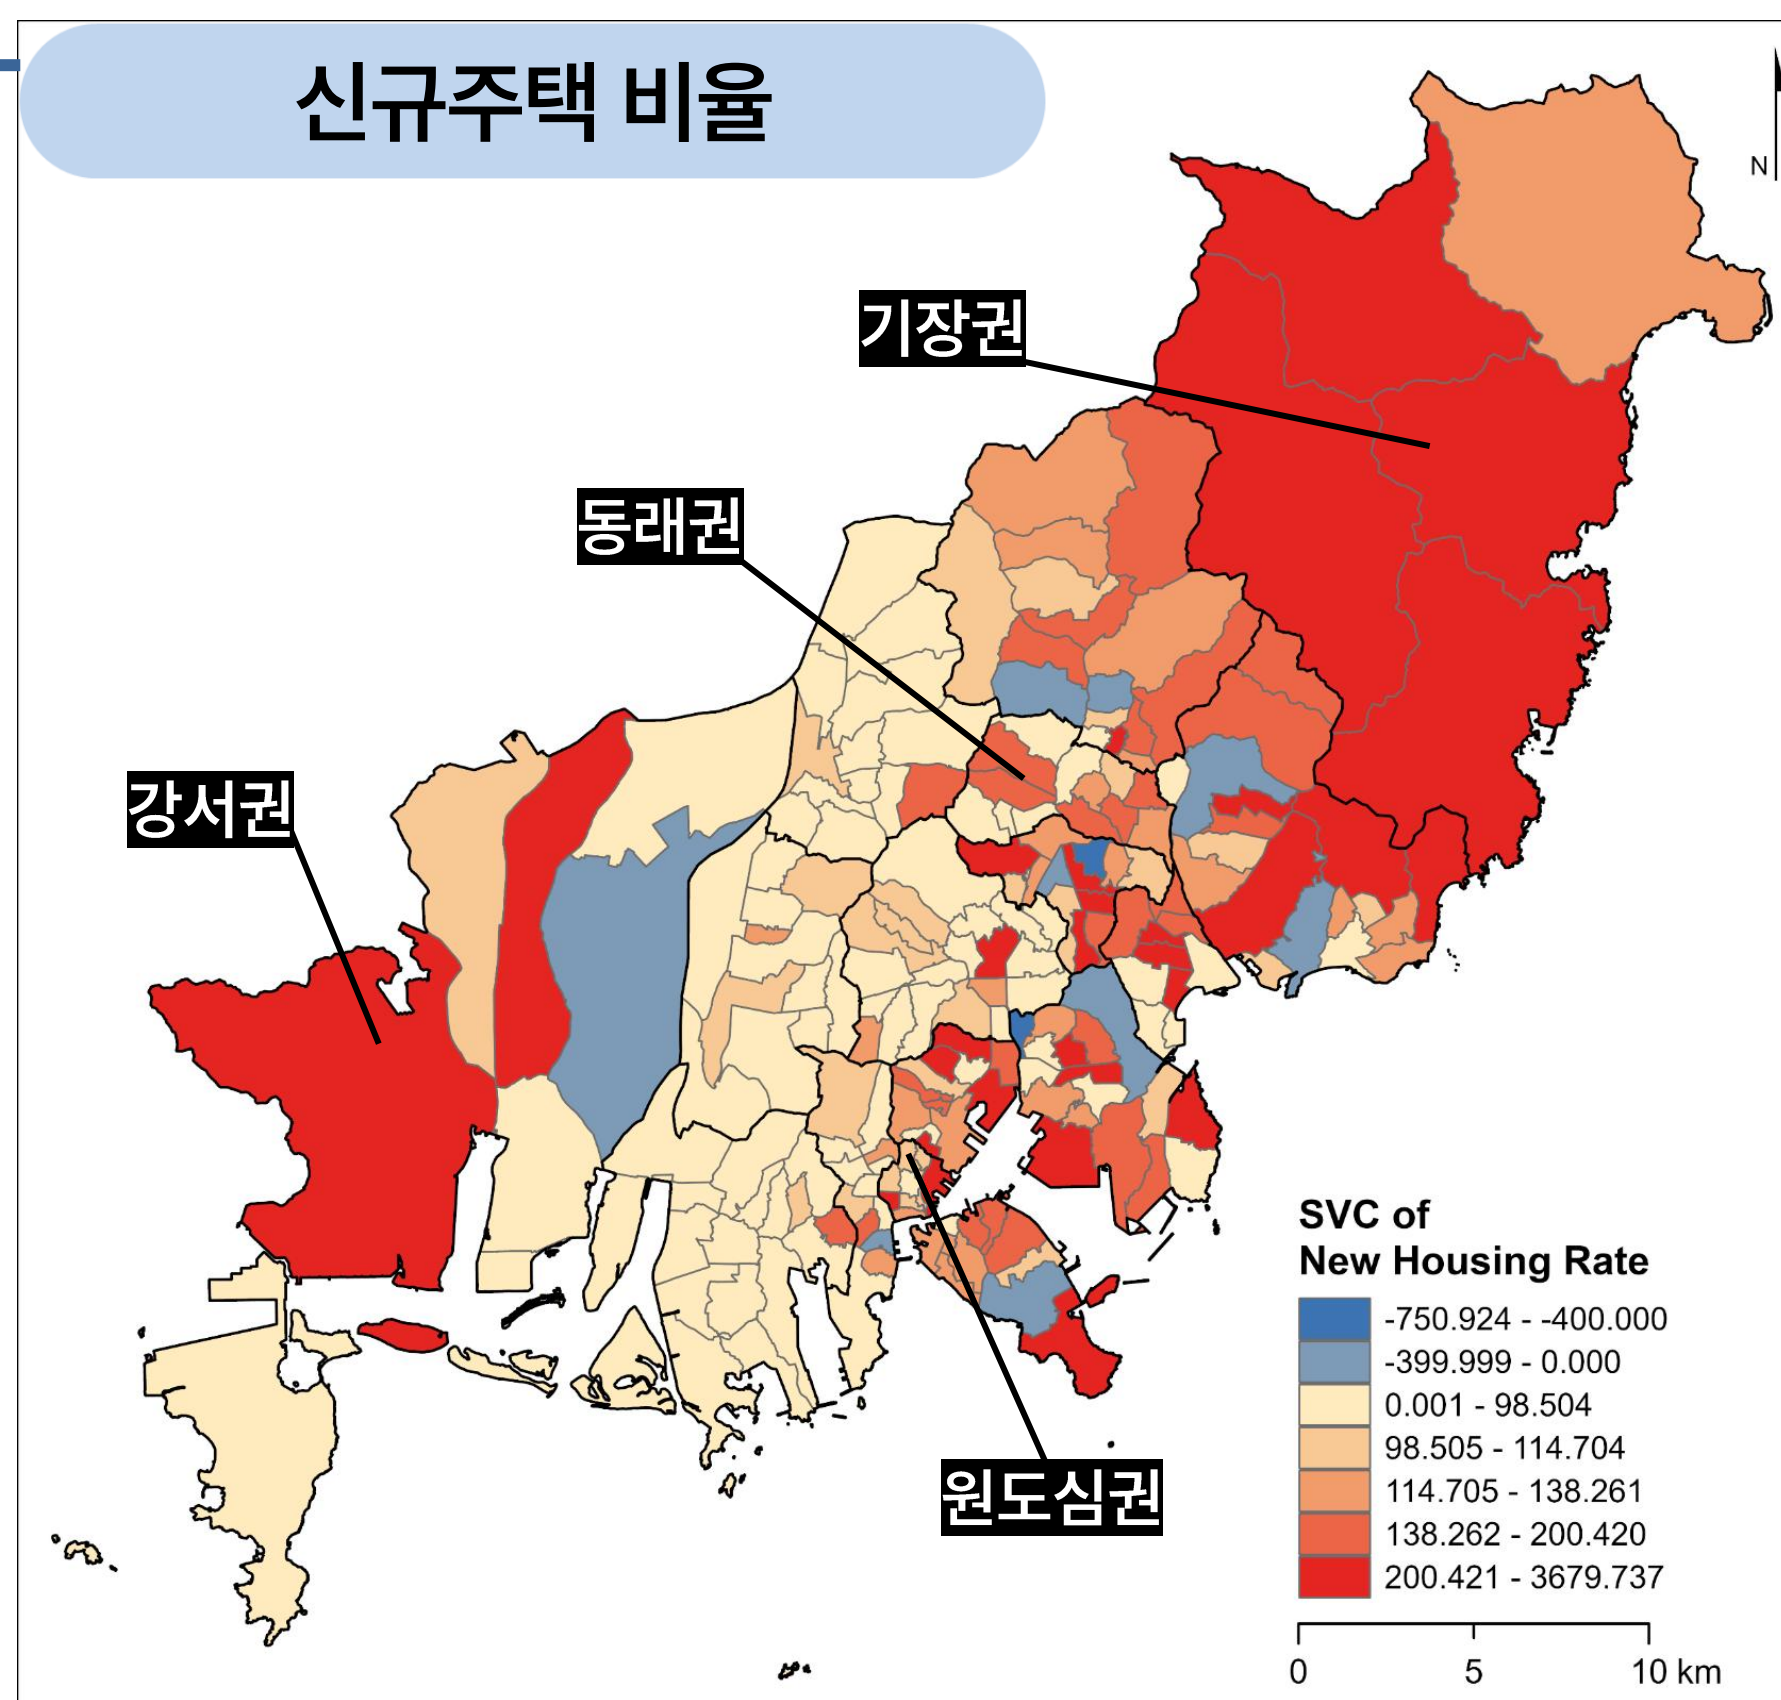 신규주택 비율
N
기장권
동래권
강서권
원도심권
SVC of
New Housing Rate
-750.924 - -400.000
-399.999 - 0.000
0.001 - 98.504
98.505 - 114.704
114.705 - 138.261
138.262 - 200.420
200.421 - 3679.737
0 5 10 km